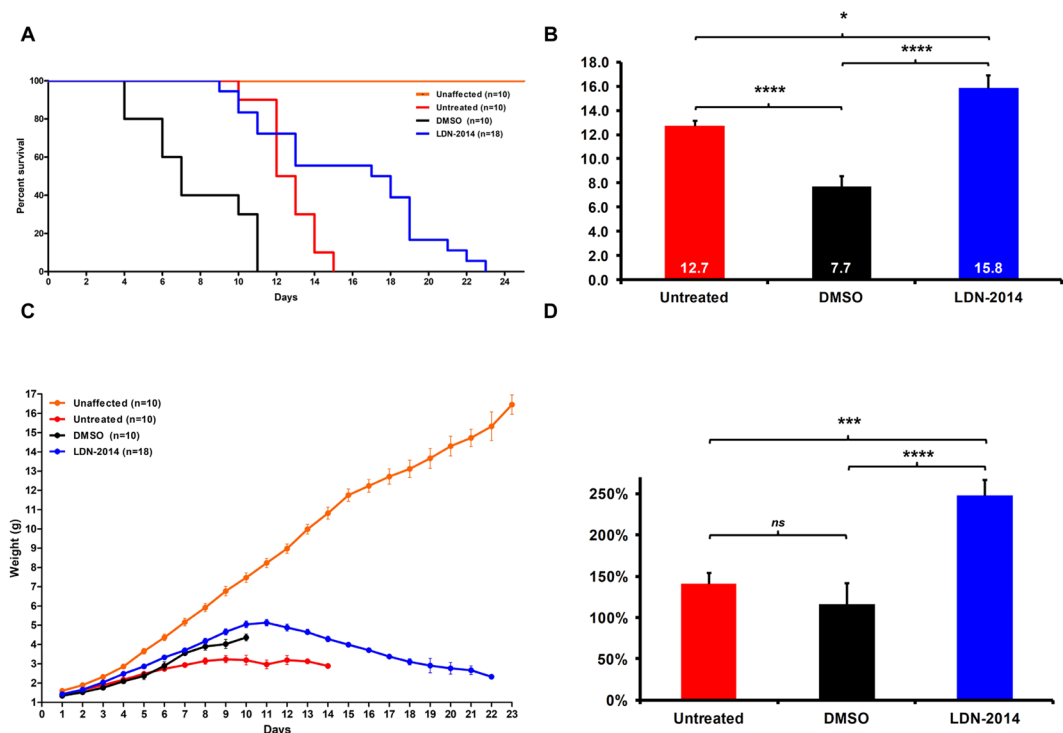 A
Percent survival
100
80
60
40
20
0
0 2 4 6 8 10 12 14 16 18 20 22 24
Days
Unaffected (n=10)
Untreated (n=10)
DMSO (n=10)
LDN-2014 (n=18)
B
*
****
****
18.0
16.0
14.0
12.0
10.0
8.0
6.0
4.0
2.0
0.0
12.7 7.7 15.8
Untreated DMSO LDN-2014
C
Weight (g)
17
16
15
14
13
12
11
10
9
8
7
6
5
4
3
2
1
0 1 2 3 4 5 6 7 8 9 10 11 12 13 14 15 16 17 18 19 20 21 22 23
Days
Unaffected (n=10)
Untreated (n=10)
DMSO (n=10)
LDN-2014 (n=18)
D
***
****
ns
250%
200%
150%
100%
50%
0%
Untreated DMSO LDN-2014